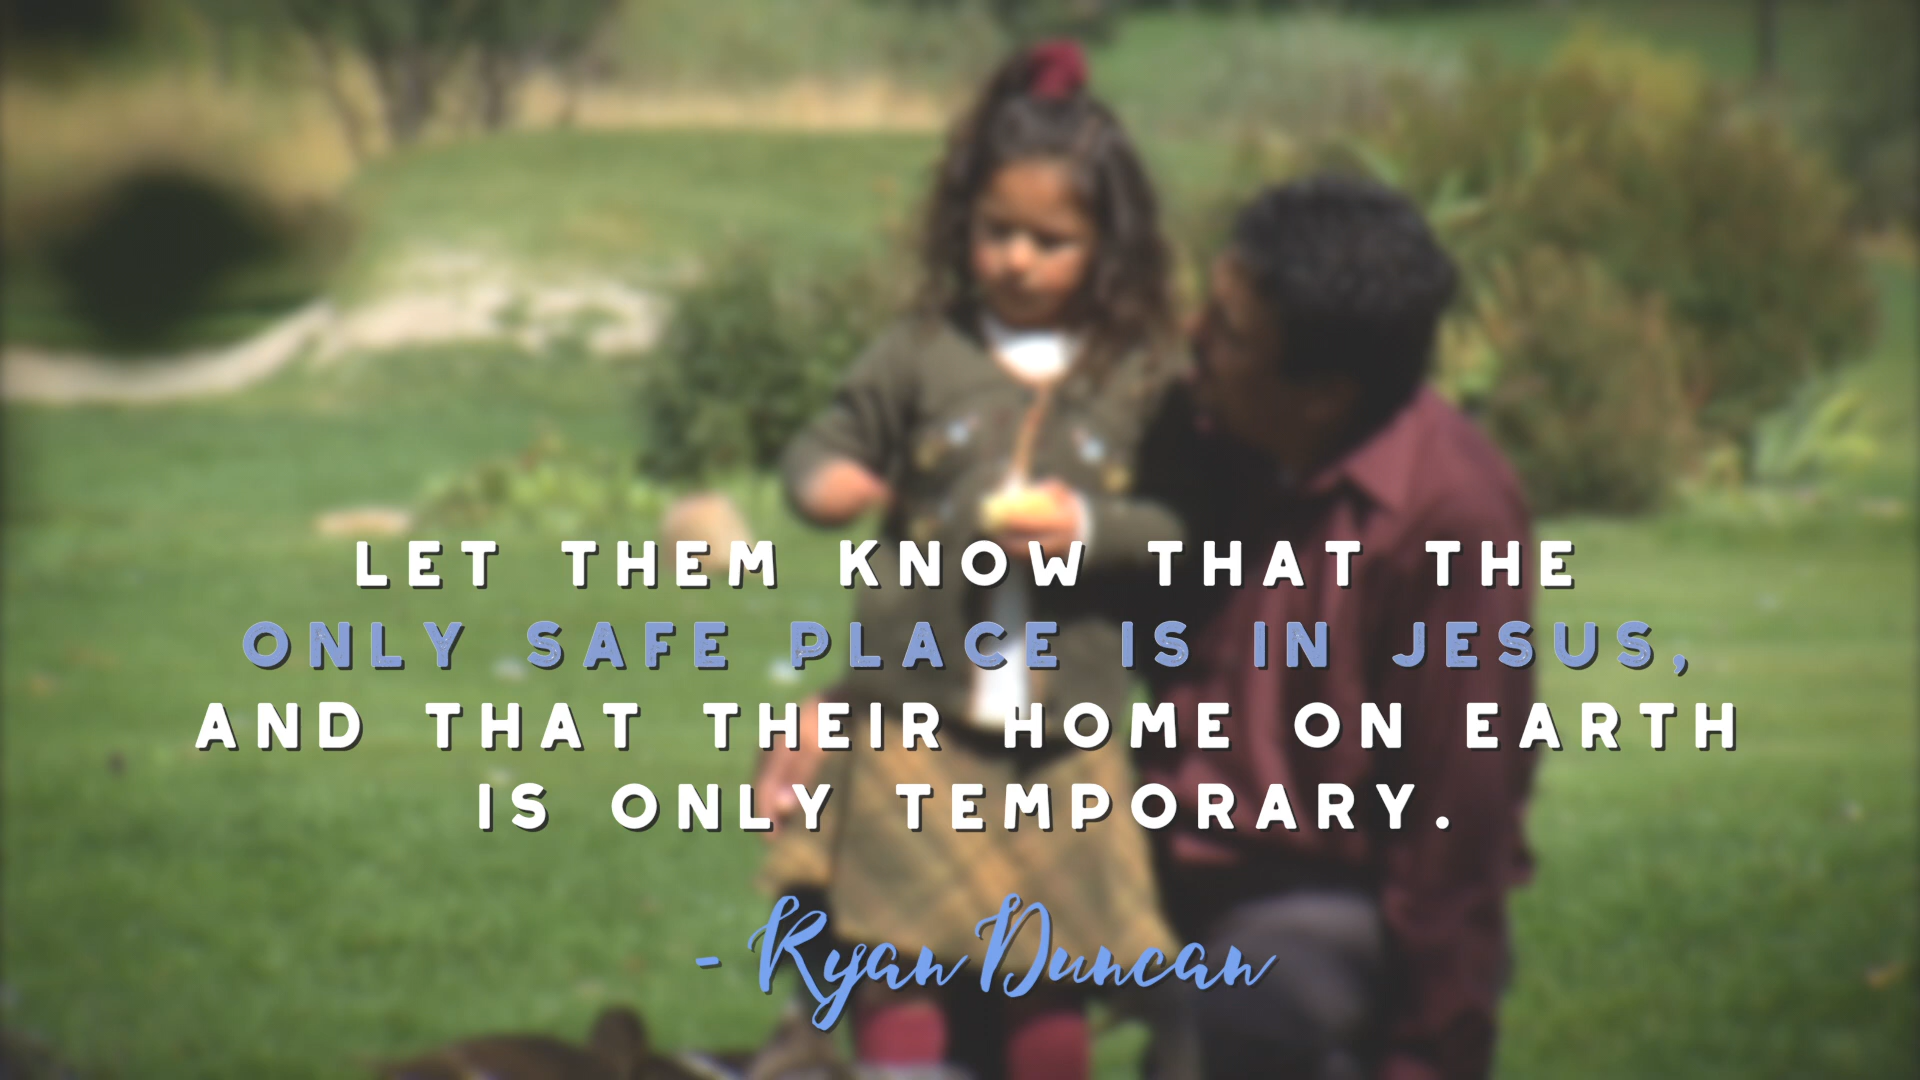 LET THEM KNOW THAT THE
ONLY SAFE PLACE IS IN JESUS,
AND THAT THEIR HOME ON EARTH
IS ONLY TEMPORARY.
- Ryan Duncan